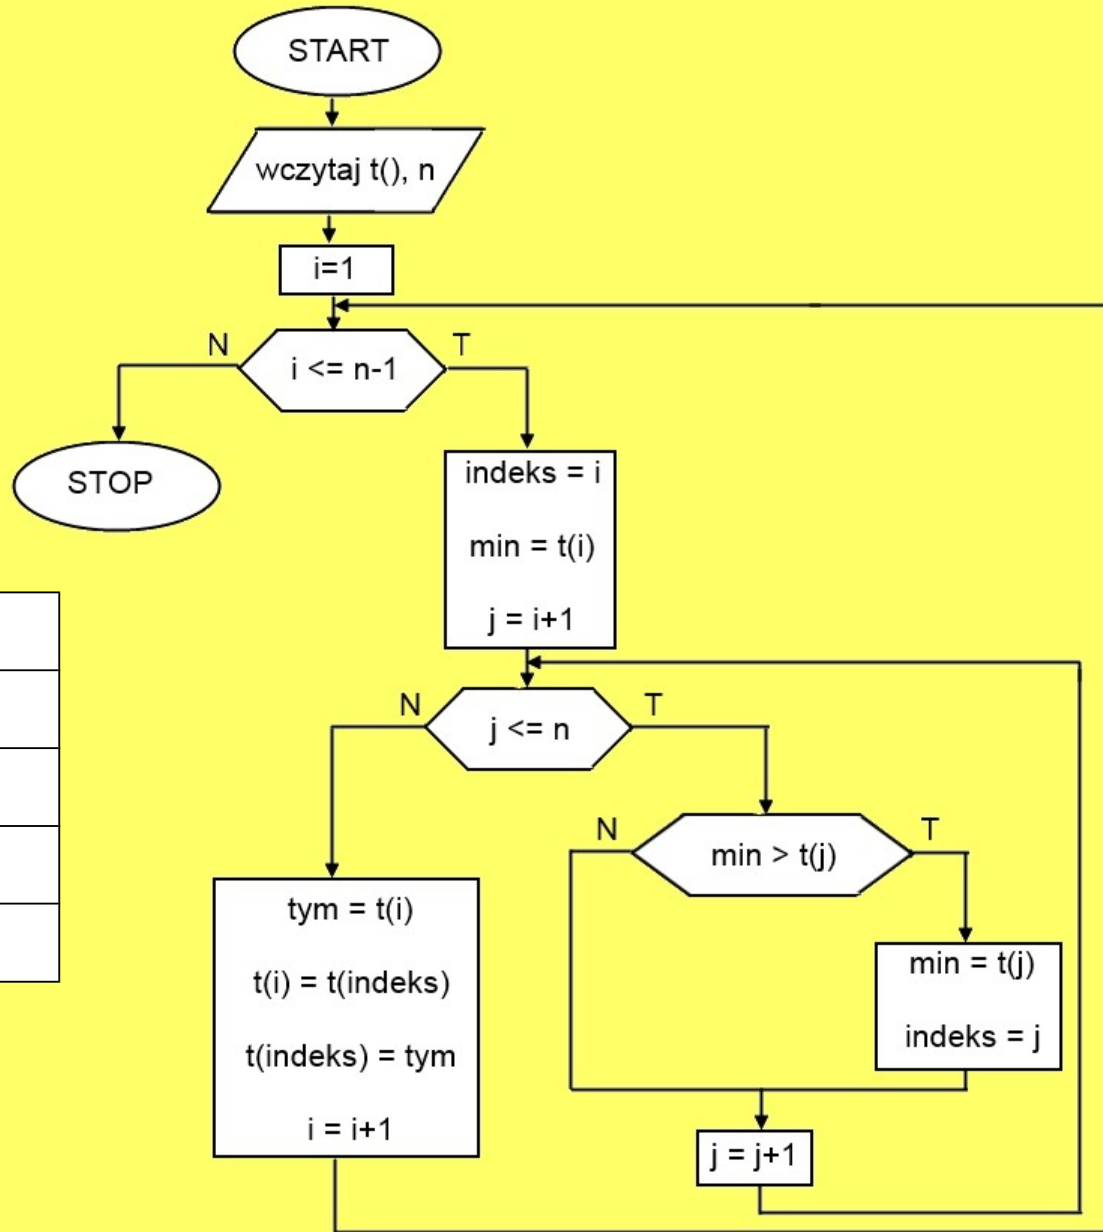 START
wczytaj t(), n
i=1
N
T
i <= n-1
STOP
indeks = i
min = t(i)
j = i+1
N
T
j <= n
N
T
min > t(j)
tym = t(i)
t(i) = t(indeks)
t(indeks) = tym
i = i+1
min = t(j)
indeks = j
j = j+1